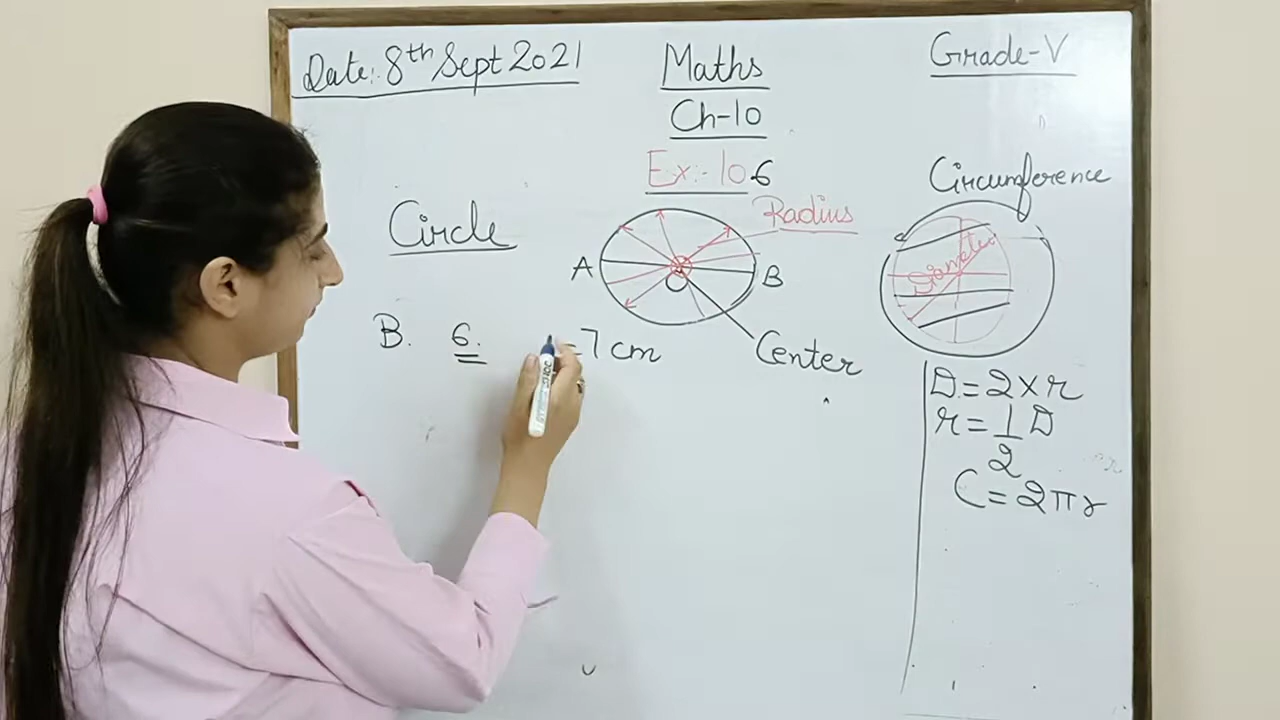 Date: 8th Sept 2021
Maths
Grade-V
Ch-10
Ex:-10.6
Circumference
Circle
Radius
A
B
O
Diameter
Center
B. 6. =7 cm
D=2×r
r=1/2 D
C=2πr